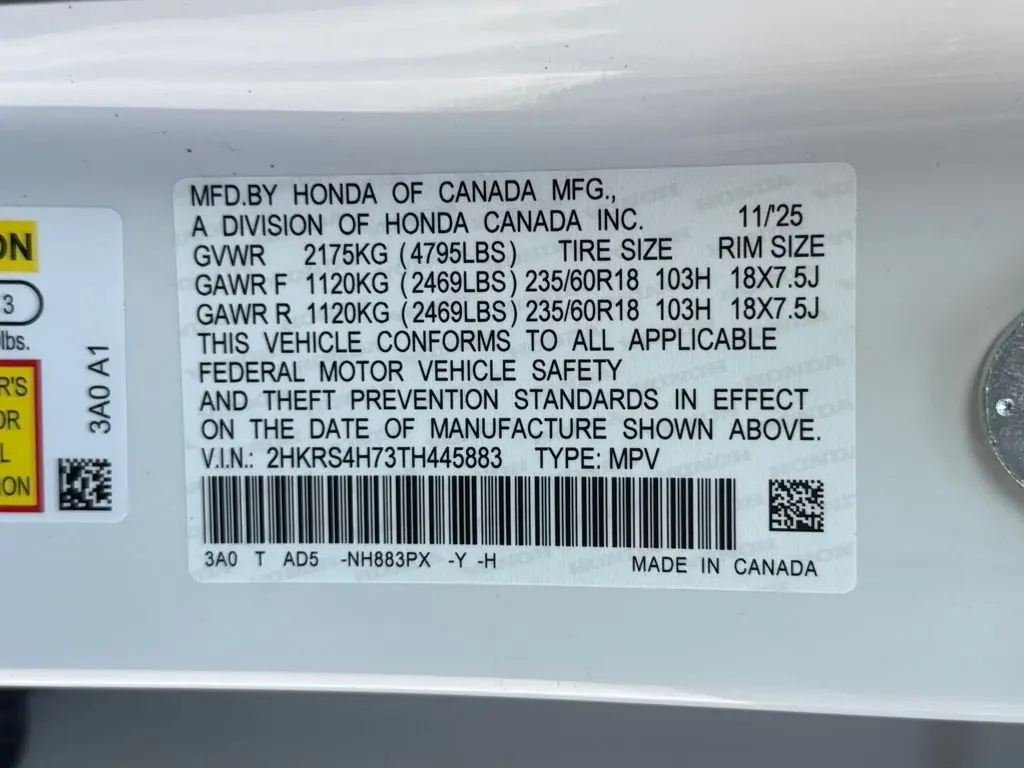 MFD.BY HONDA OF CANADA MFG.,
A DIVISION OF HONDA CANADA INC. 11/'25
GVWR 2175KG (4795LBS) TIRE SIZE RIM SIZE
GAWR F 1120KG (2469LBS) 235/60R18 103H 18X7.5J
GAWR R 1120KG (2469LBS) 235/60R18 103H 18X7.5J
THIS VEHICLE CONFORMS TO ALL APPLICABLE
FEDERAL MOTOR VEHICLE SAFETY
AND THEFT PREVENTION STANDARDS IN EFFECT
ON THE DATE OF MANUFACTURE SHOWN ABOVE.
V.I.N.: 2HKRS4H73TH445883 TYPE: MPV
3A0 T AD5 -NH883PX -Y -H MADE IN CANADA
ON
3
lbs.
R'S
OR
L
ION
3A0 A1